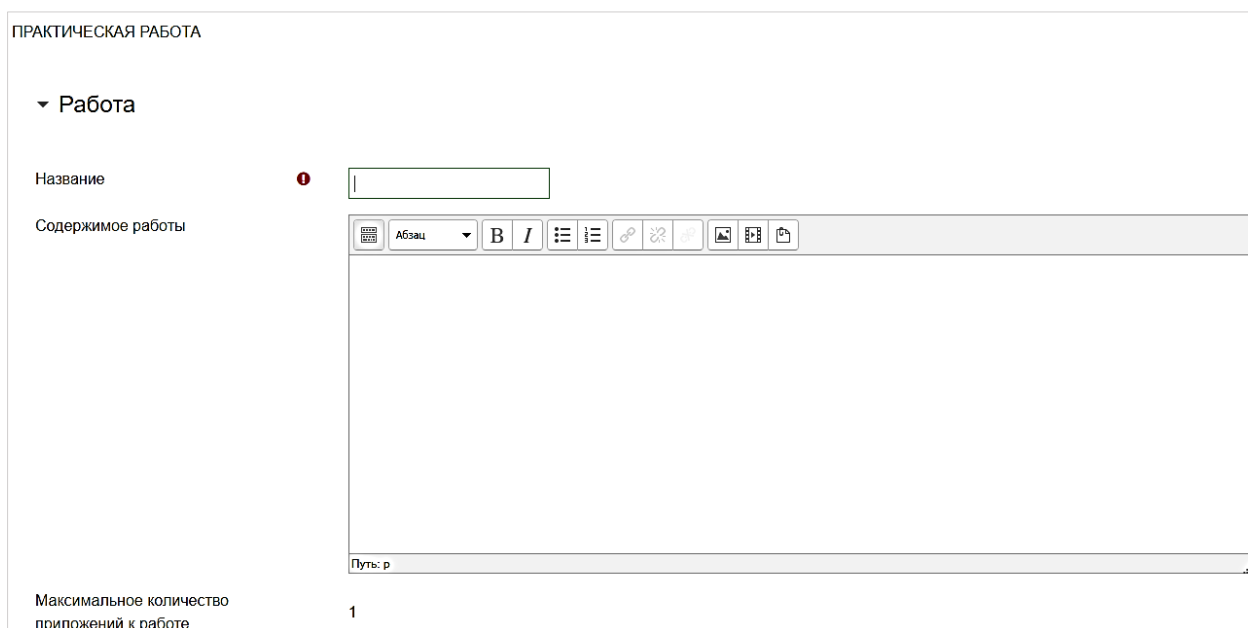 ПРАКТИЧЕСКАЯ РАБОТА
Работа
Название
Содержимое работы
Абзац B I
Путь: p
Максимальное количество 1
приложений к работе